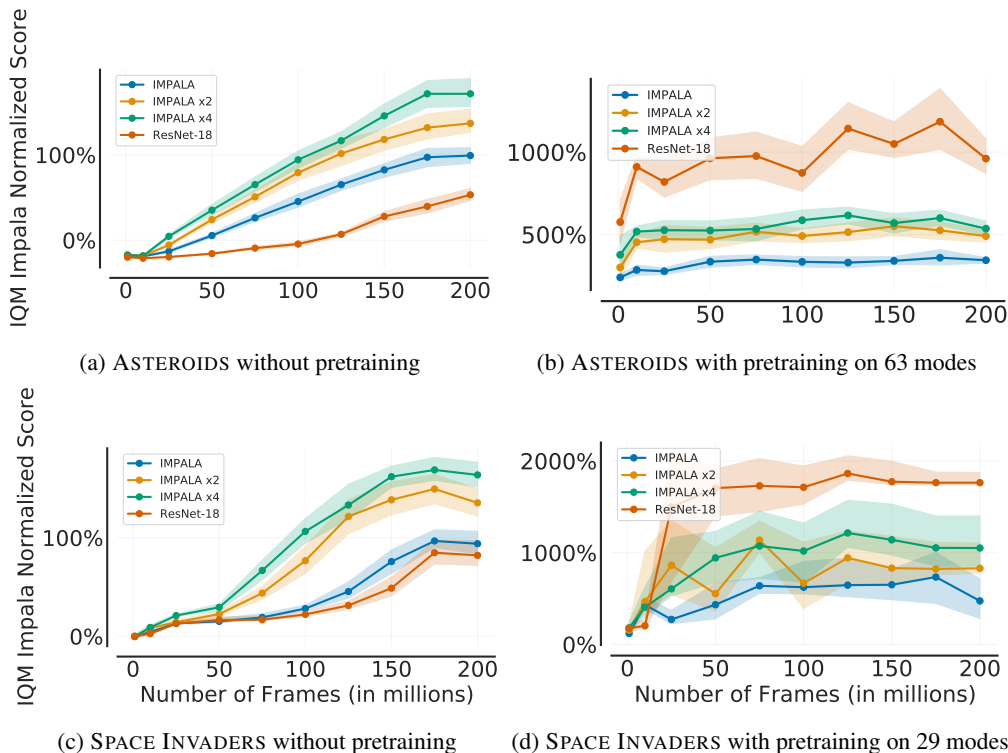 IQM Impala Normalized Score
100%
0%
IMPALA
IMPALA x2
IMPALA x4
ResNet-18
0
50
100
150
200
(a) ASTEROIDS without pretraining
1000%
500%
IMPALA
IMPALA x2
IMPALA x4
ResNet-18
0
50
100
150
200
(b) ASTEROIDS with pretraining on 63 modes
IQM Impala Normalized Score
100%
0%
IMPALA
IMPALA x2
IMPALA x4
ResNet-18
0
50
100
150
200
Number of Frames (in millions)
(c) SPACE INVADERS without pretraining
2000%
1000%
0%
IMPALA
IMPALA x2
IMPALA x4
ResNet-18
0
50
100
150
200
Number of Frames (in millions)
(d) SPACE INVADERS with pretraining on 29 modes